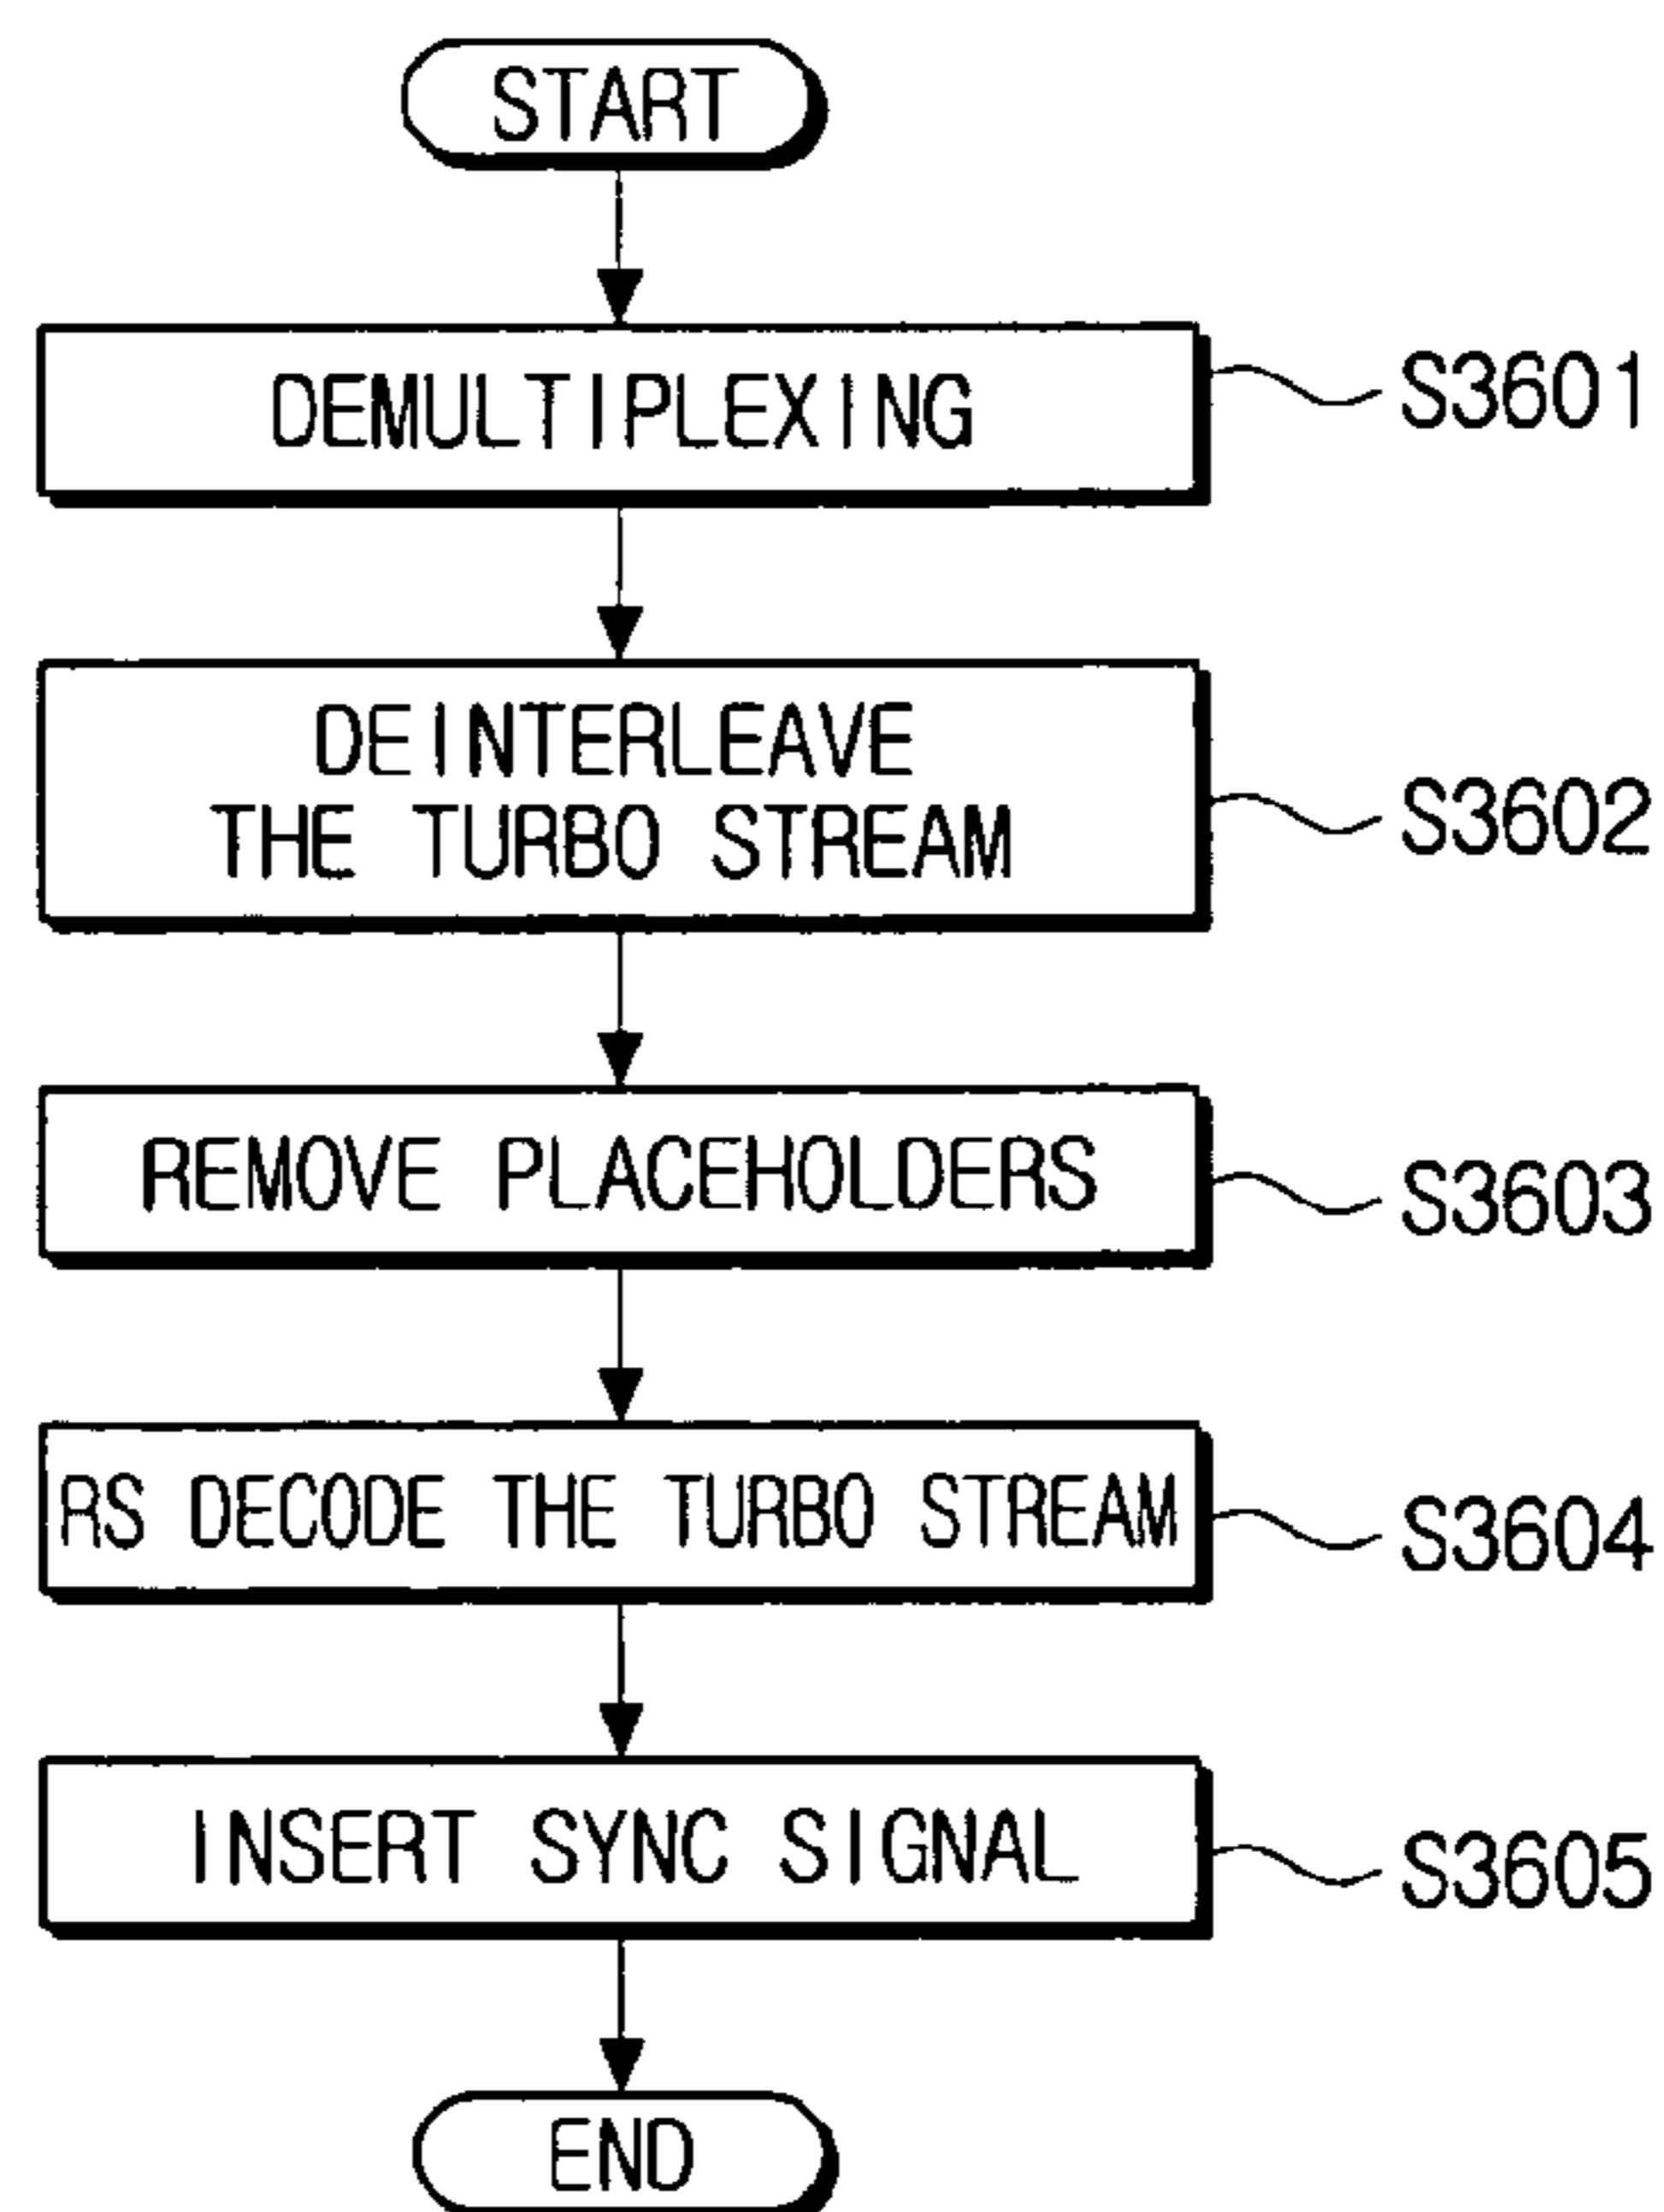 START
DEMULTIPLEXING
S3601
DEINTERLEAVE
THE TURBO STREAM
S3602
REMOVE PLACEHOLDERS
S3603
RS DECODE THE TURBO STREAM
S3604
INSERT SYNC SIGNAL
S3605
END